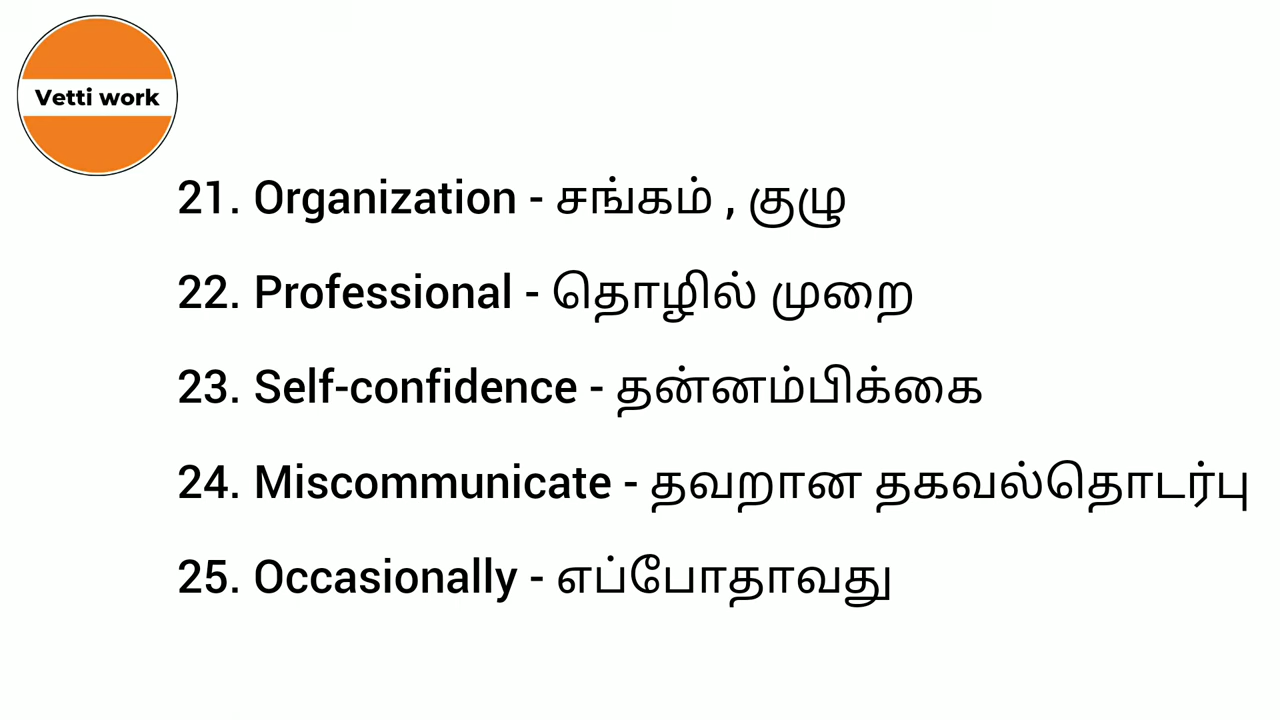 Vetti work
21. Organization - சங்கம் , குழு
22. Professional - தொழில் முறை
23. Self-confidence - தன்னம்பிக்கை
24. Miscommunicate - தவறான தகவல்தொடர்பு
25. Occasionally - எப்போதாவது